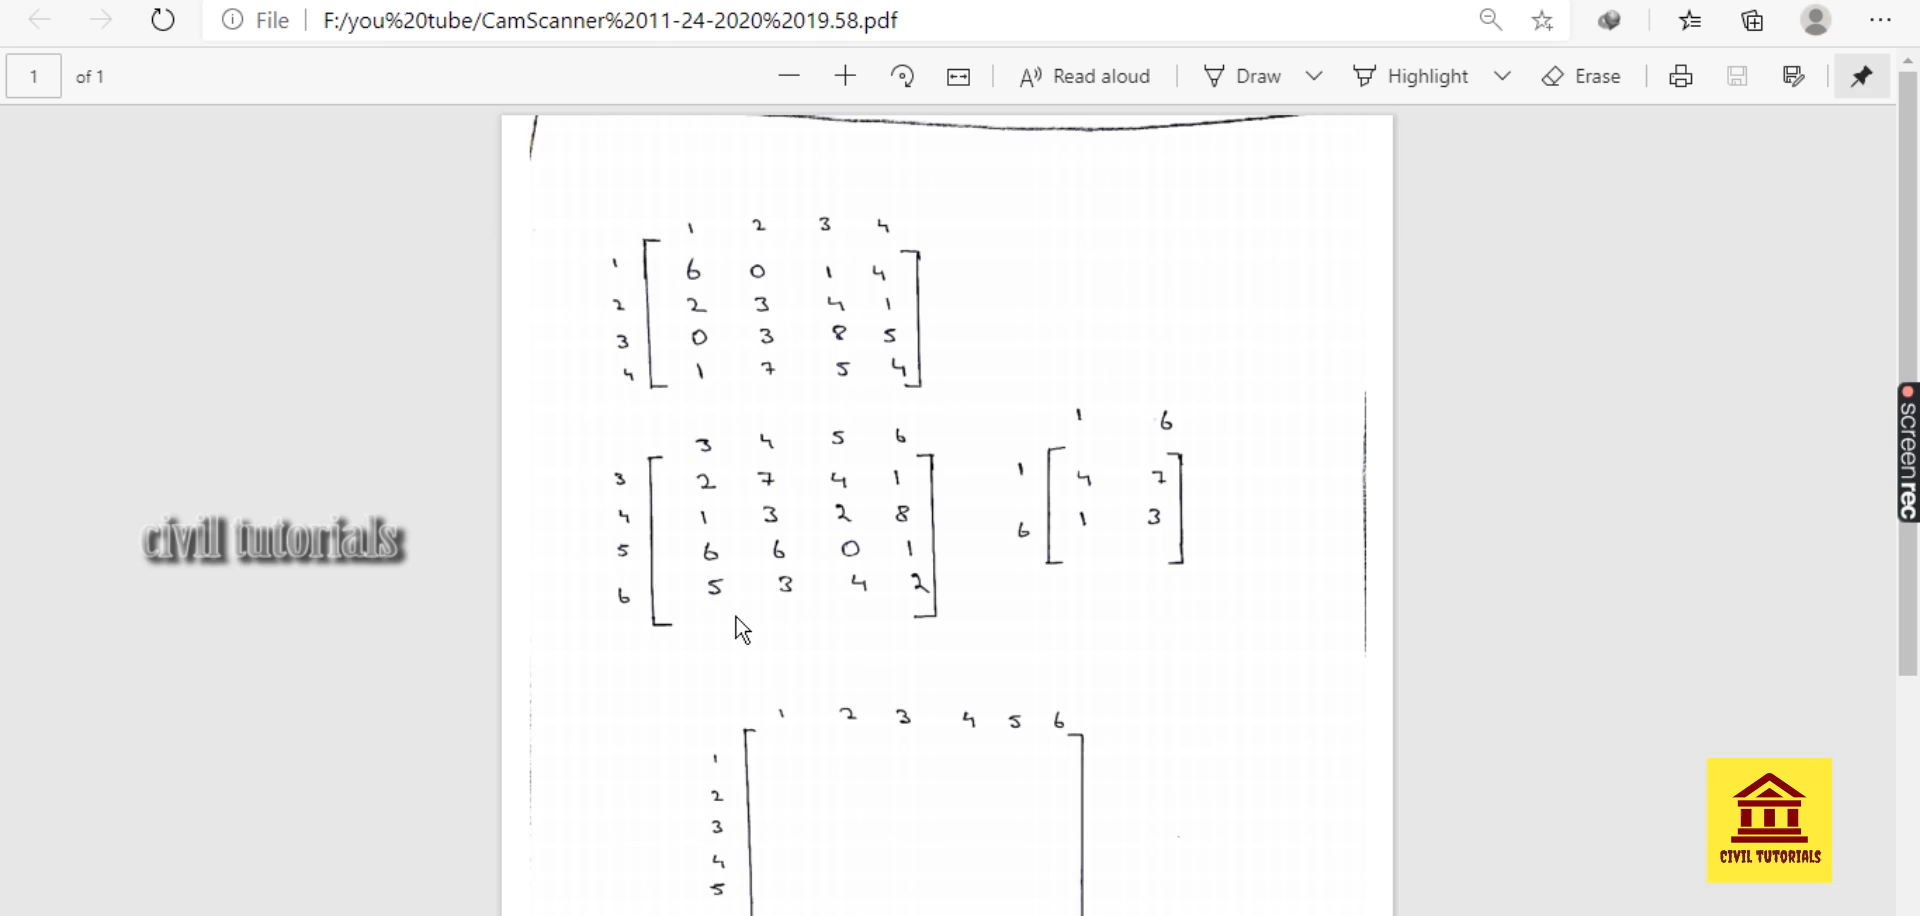 File F:/you%20tube/CamScanner%2011-24-2020%2019.58.pdf
1 of 1 Read aloud Draw Highlight Erase
1 2 3 4
1 6 0 1 4
2 2 3 4 1
3 0 3 8 5
4 1 7 5 4
3 4 5 6
3 2 7 4 1
4 1 3 2 8
5 6 6 0 1
6 5 3 4 2
1 6
1 4 7
6 1 3
civil tutorials
1 2 3 4 5 6
1
2
3
4
5
screenrec
CIVIL TUTORIALS